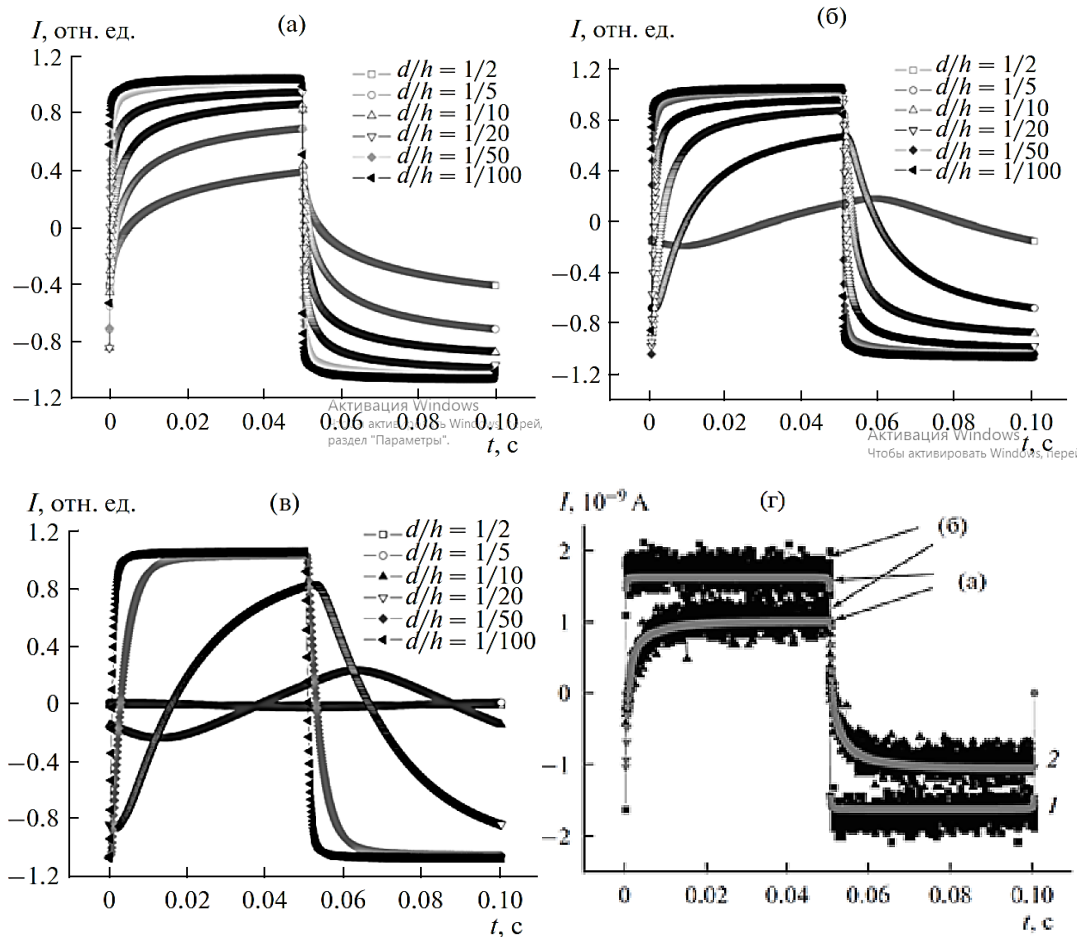 I, отн. ед.
(а)
d/h = 1/2
d/h = 1/5
d/h = 1/10
d/h = 1/20
d/h = 1/50
d/h = 1/100
1.2
0.8
0.4
0
−0.4
−0.8
−1.2
0
0.02
0.04
0.06
0.08
0.10
t, с
Активация Windows
раздел "Параметры".
I, отн. ед.
(б)
d/h = 1/2
d/h = 1/5
d/h = 1/10
d/h = 1/20
d/h = 1/50
d/h = 1/100
1.2
0.8
0.4
0
−0.4
−0.8
−1.2
0
0.02
0.04
0.06
0.08
0.10
t, с
Активация Windows
Чтобы активировать Windows, перей
I, отн. ед.
(в)
d/h = 1/2
d/h = 1/5
d/h = 1/10
d/h = 1/20
d/h = 1/50
d/h = 1/100
1.2
0.8
0.4
0
−0.4
−0.8
−1.2
0
0.02
0.04
0.06
0.08
0.10
t, с
I, 10⁻⁹ А
(г)
(б)
(а)
2
1
0
−1
−2
2
1
0
0.02
0.04
0.06
0.08
0.10
t, с